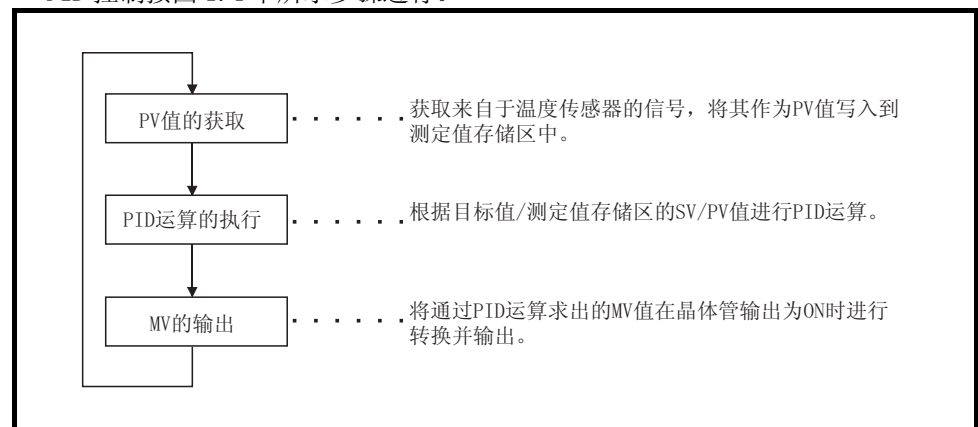 PV值的获取
获取来自于温度传感器的信号，将其作为PV值写入到
测定值存储区中。
PID运算的执行
根据目标值/测定值存储区的SV/PV值进行PID运算。
MV的输出
将通过PID运算求出的MV值在晶体管输出为ON时进行
转换并输出。